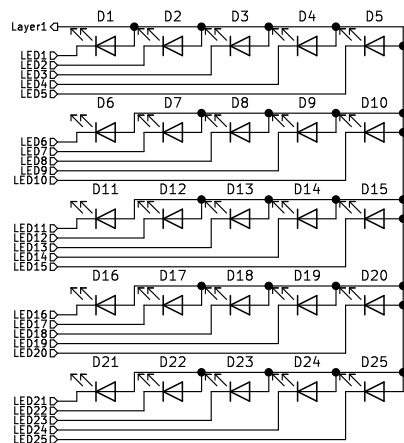 D1 D2 D3 D4 D5
Layer1
LED1
LED2
LED3
LED4
LED5
D6 D7 D8 D9 D10
LED6
LED7
LED8
LED9
LED10
D11 D12 D13 D14 D15
LED11
LED12
LED13
LED14
LED15
D16 D17 D18 D19 D20
LED16
LED17
LED18
LED19
LED20
D21 D22 D23 D24 D25
LED21
LED22
LED23
LED24
LED25